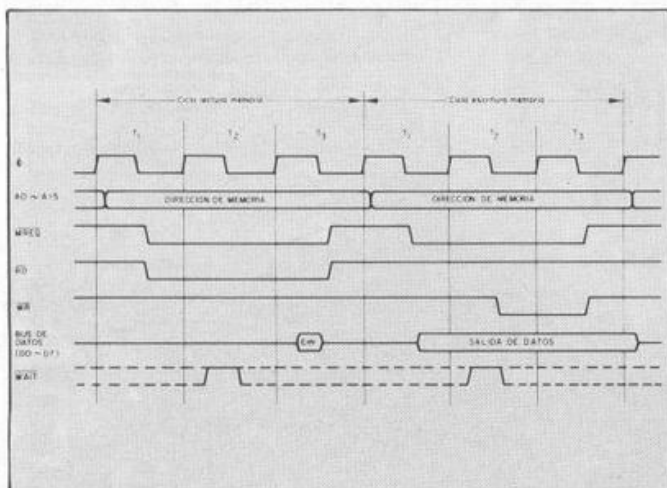 Ciclo lectura memoria
Ciclo escritura memoria
T1 T2 T3 T1 T2 T3
Φ
A0 ~ A15 DIRECCION DE MEMORIA DIRECCION DE MEMORIA
MREQ
RD
WR
BUS DE
DATOS
(D0 ~ D7)
SALIDA DE DATOS
WAIT